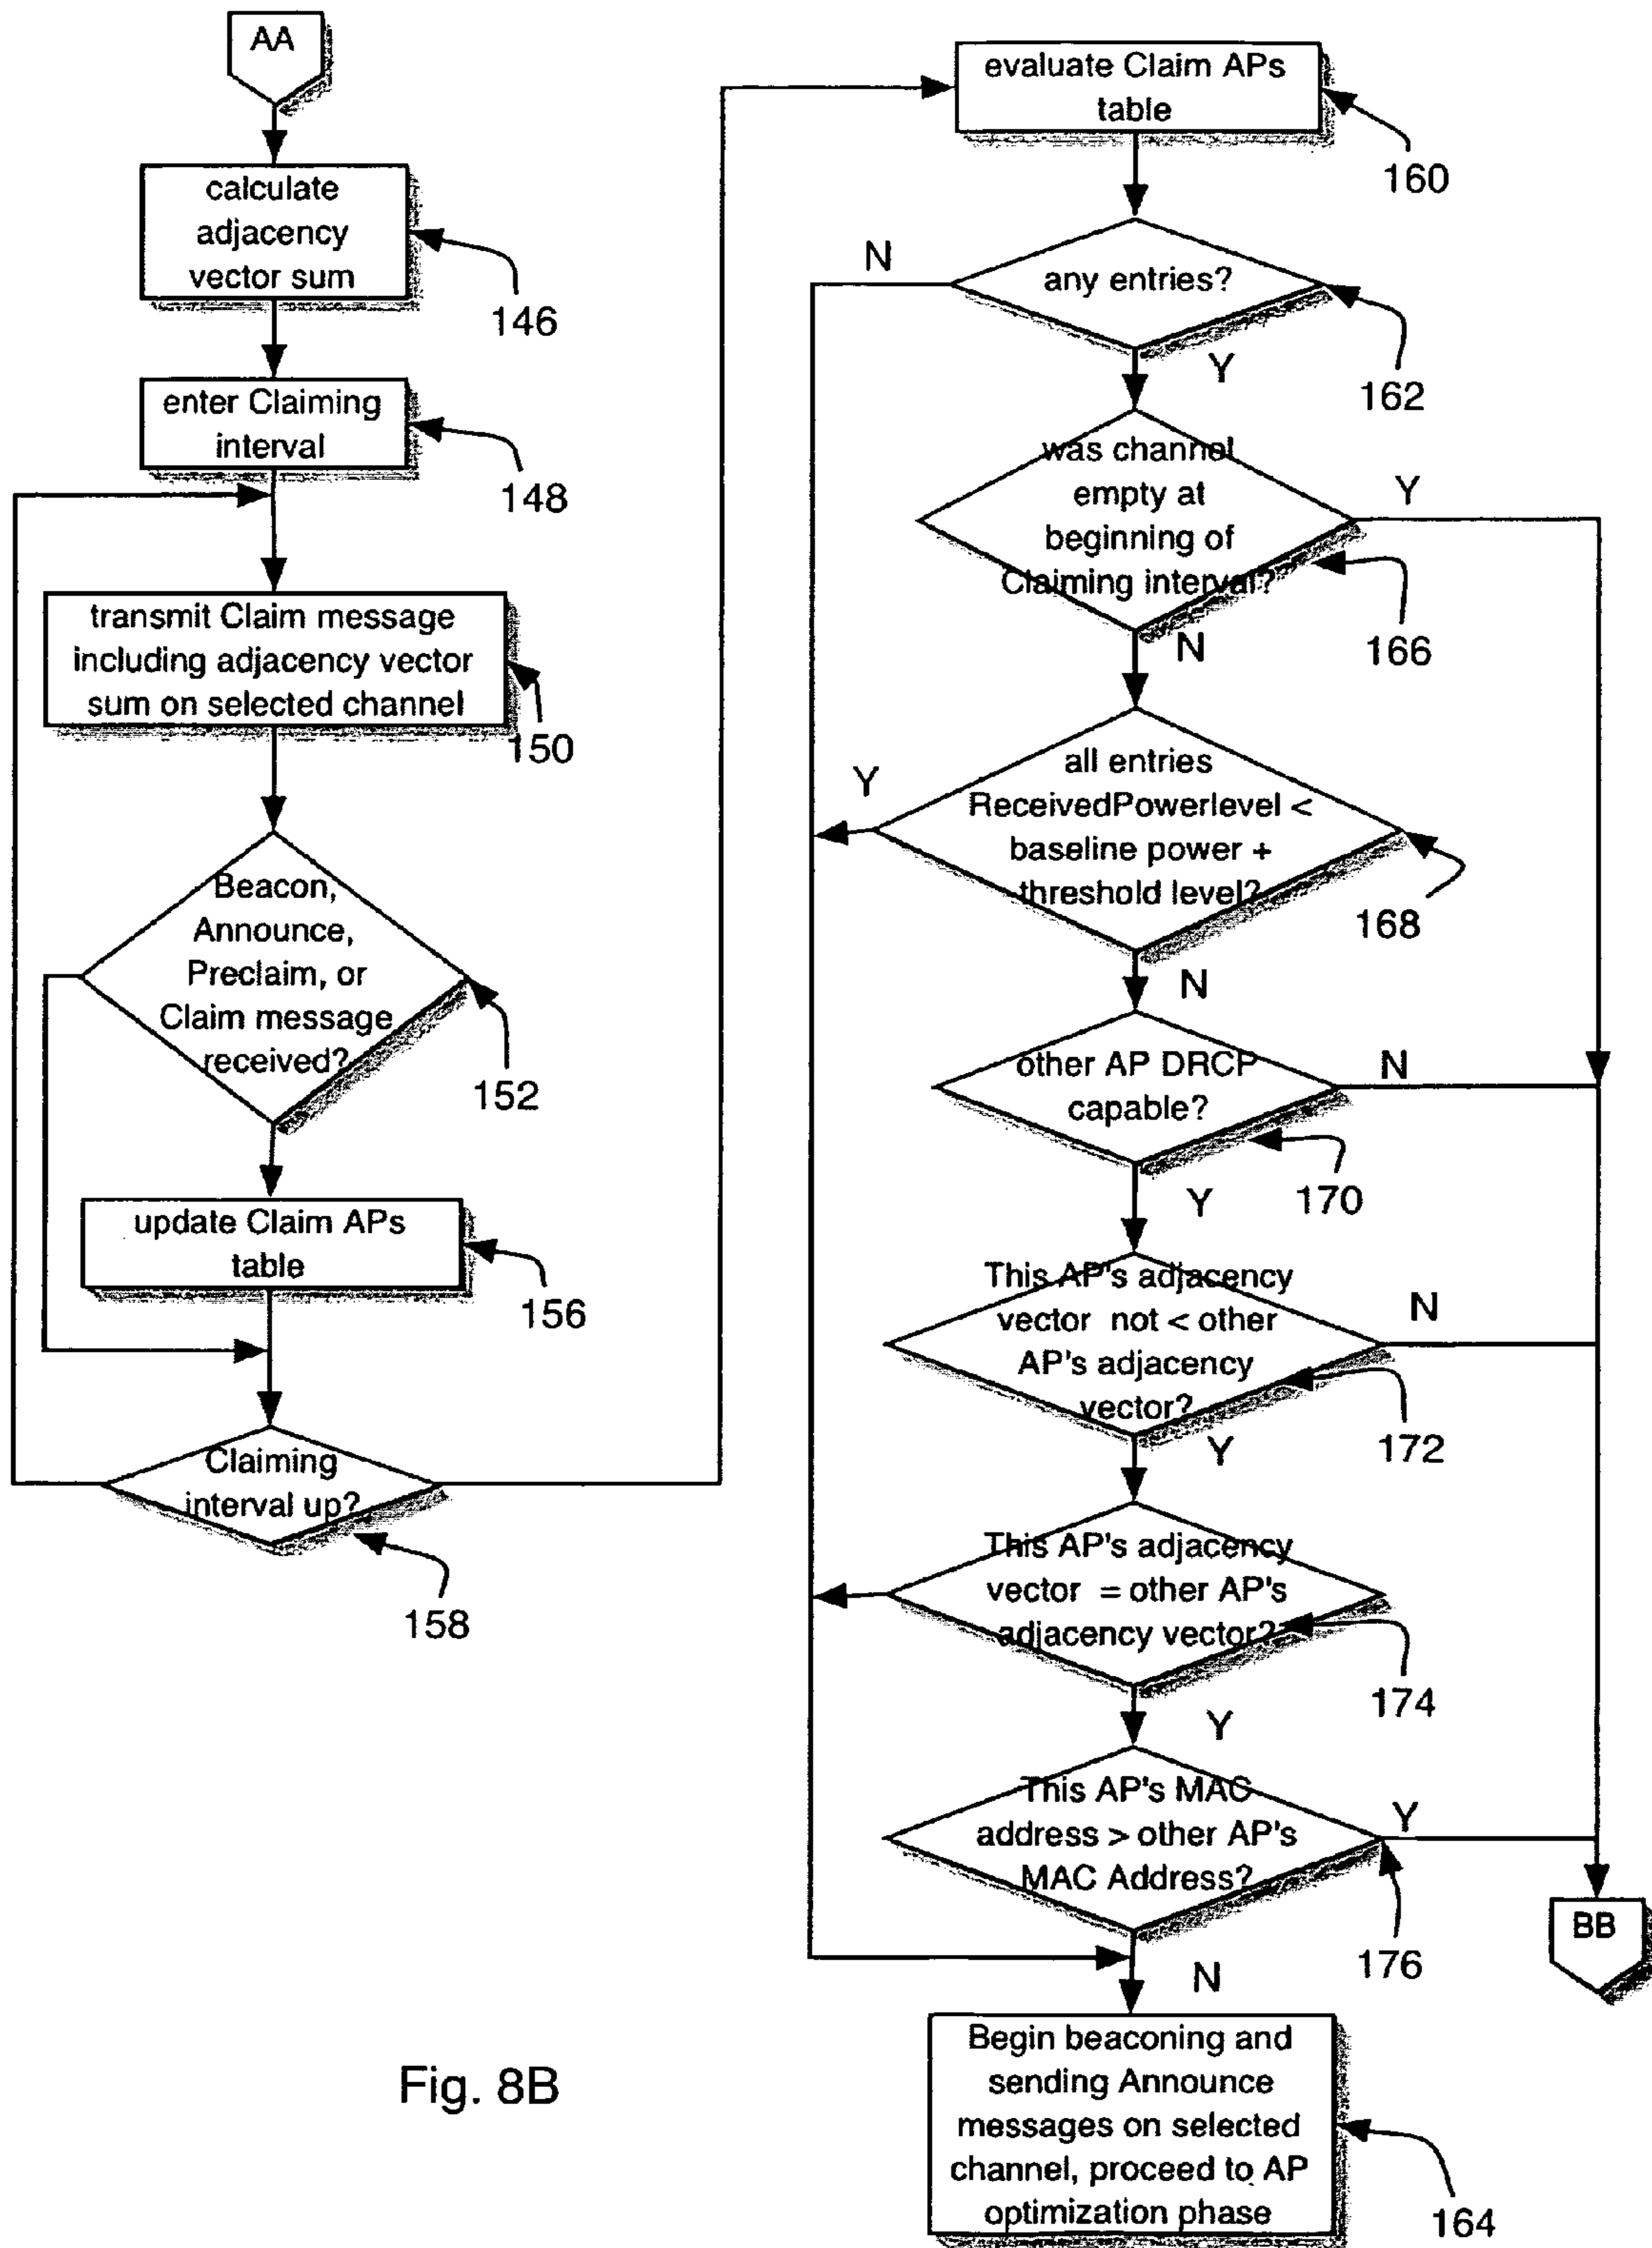 AA
calculate
adjacency
vector sum
146
enter Claiming
interval
148
transmit Claim message
including adjacency vector
sum on selected channel
150
Beacon,
Announce,
Preclaim, or
Claim message
received?
152
update Claim APs
table
156
Claiming
interval up?
158
evaluate Claim APs
table
160
N
any entries?
Y
162
was channel
empty at
beginning of
Claiming interval?
Y
N
166
all entries
ReceivedPowerlevel <
baseline power +
threshold level?
Y
N
168
other AP DRCP
capable?
N
Y
170
This AP's adjacency
vector not < other
AP's adjacency
vector?
N
Y
172
This AP's adjacency
vector = other AP's
adjacency vector?
Y
174
This AP's MAC
address > other AP's
MAC Address?
Y
N
176
BB
Begin beaconing and
sending Announce
messages on selected
channel, proceed to AP
optimization phase
164
Fig. 8B